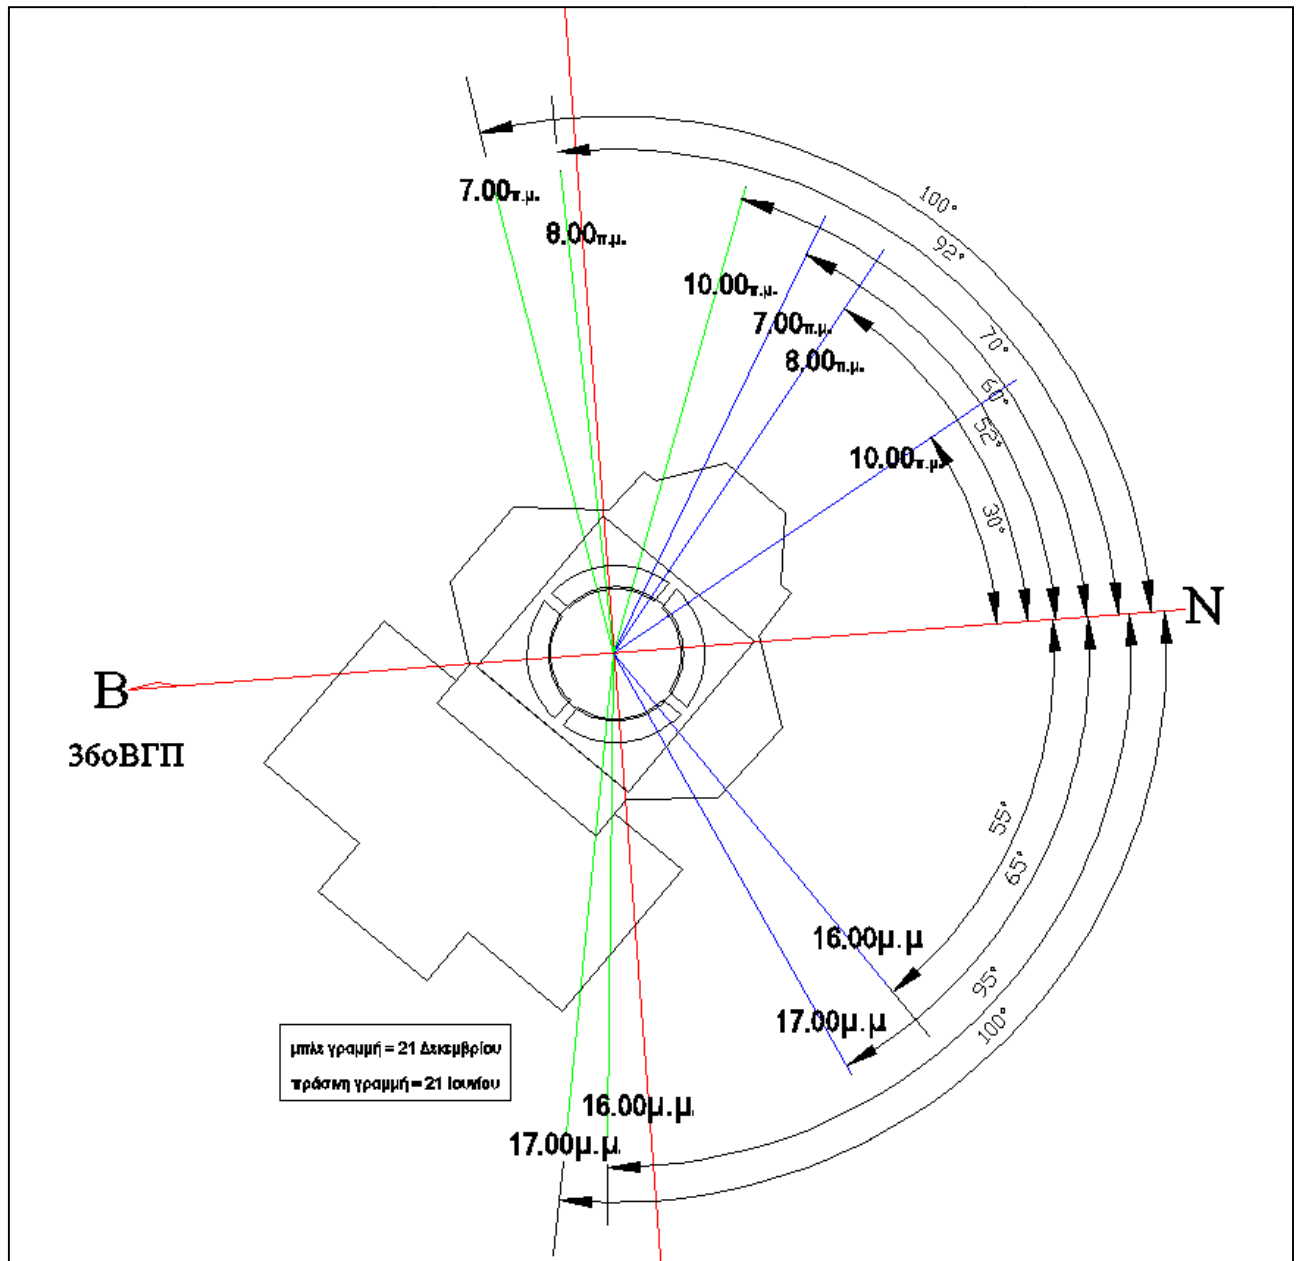 100°
7.00π.μ.
92°
8.00π.μ.
10.00π.μ.
7.00π.μ.
70°
8.00π.μ.
60°
52°
10.00π.μ.
30°
N
B
36οΒΓΠ
55°
65°
16.00μ.μ
95°
17.00μ.μ
100°
μπλε γραμμή = 21 Δεκεμβρίου
πράσινη γραμμή = 21 Ιουνίου
16.00μ.μ.
17.00μ.μ.